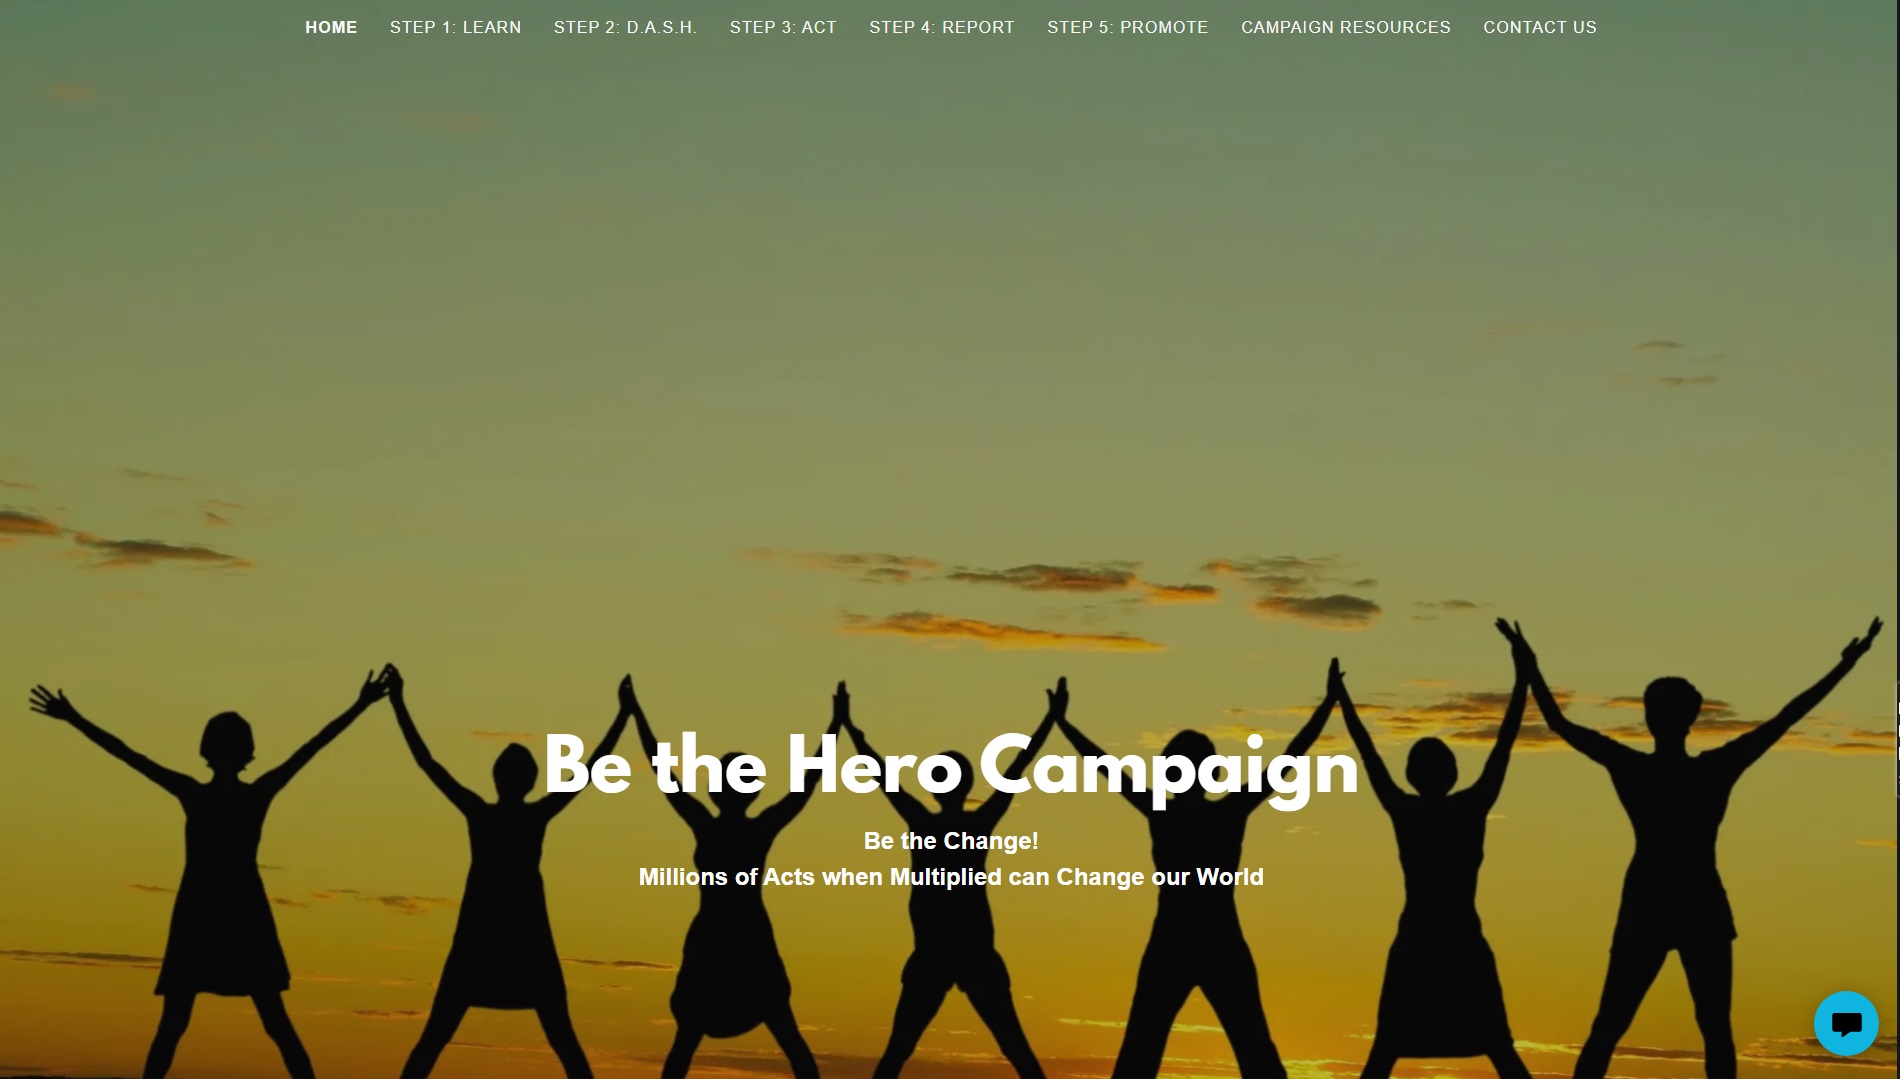 HOME STEP 1: LEARN STEP 2: D.A.S.H. STEP 3: ACT STEP 4: REPORT STEP 5: PROMOTE CAMPAIGN RESOURCES CONTACT US
Be the Hero Campaign
Be the Change!
Millions of Acts when Multiplied can Change our World